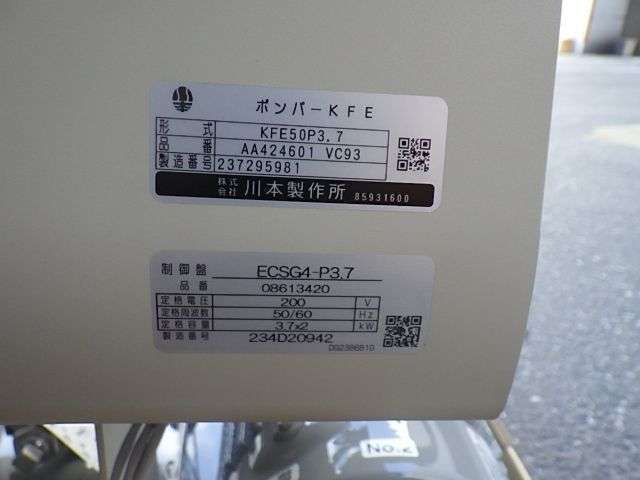 ポンパーKFE
形式 KFE50P3.7
品番 AA424601 VC93
製造番号 237295981
株式会社 川本製作所 85931600
制御盤 ECSG4-P3.7
品番 08613420
定格電圧 200 V
定格周波数 50/60 Hz
定格容量 3.7x2 kW
製造番号 234D20942
D02386810
No.2